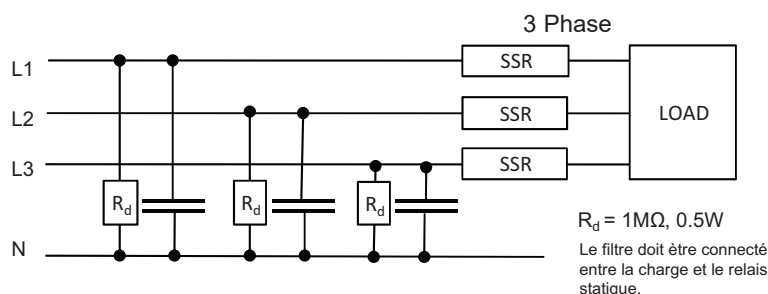 3 Phase
L1
SSR
L2
SSR
LOAD
L3
SSR
Rd
Rd
Rd
Rd = 1MΩ, 0.5W
N
Le filtre doit ètre connecté
entre la charge et le relais
statique.